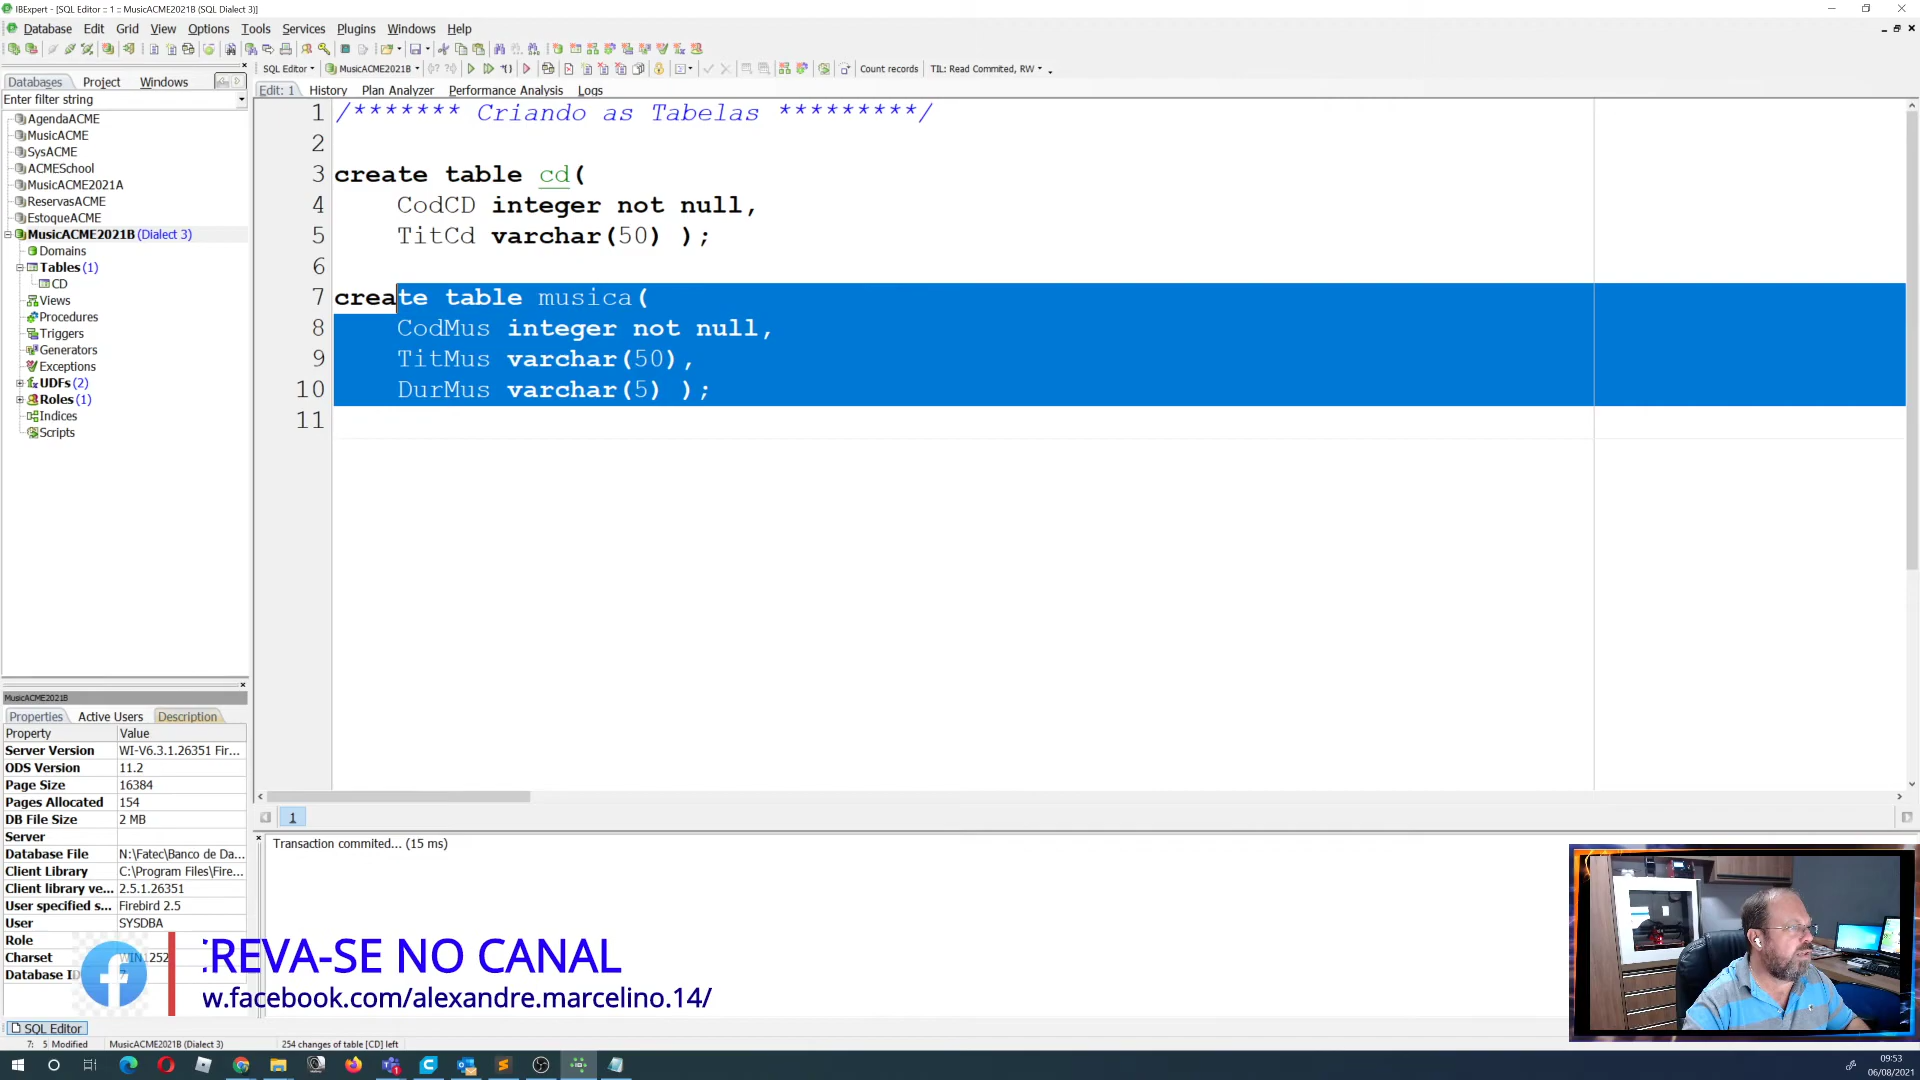 IBExpert - [SQL Editor :: 1 :: MusicACME2021B (SQL Dialect 3)]
Database Edit Grid View Options Tools Services Plugins Windows Help
SQL Editor MusicACME2021B Count records TIL: Read Commited, RW
Databases Project Windows
Edit: 1 History Plan Analyzer Performance Analysis Logs
Enter filter string
AgendaACME
MusicACME
SysACME
ACMESchool
MusicACME2021A
ReservasACME
EstoqueACME
MusicACME2021B (Dialect 3)
Domains
Tables (1)
CD
Views
Procedures
Triggers
Generators
Exceptions
UDFs (2)
Roles (1)
Indices
Scripts
1 /******* Criando as Tabelas *********/
2
3 create table cd(
4 CodCD integer not null,
5 TitCd varchar(50) );
6
7 create table musica(
8 CodMus integer not null,
9 TitMus varchar(50),
10 DurMus varchar(5) );
11
1
MusicACME2021B
Properties Active Users Description
Property Value
Server Version WI-V6.3.1.26351 Fir...
ODS Version 11.2
Page Size 16384
Pages Allocated 154
DB File Size 2 MB
Server
Database File N:\Fatec\Banco de Da...
Client Library C:\Program Files\Fire...
Client library ve... 2.5.1.26351
User specified s... Firebird 2.5
User SYSDBA
Role
Charset WIN1252
Database ID 7
Transaction commited... (15 ms)
REVA-SE NO CANAL
w.facebook.com/alexandre.marcelino.14/
SQL Editor
7: 5 Modified MusicACME2021B (Dialect 3) 254 changes of table [CD] left
09:53
06/08/2021